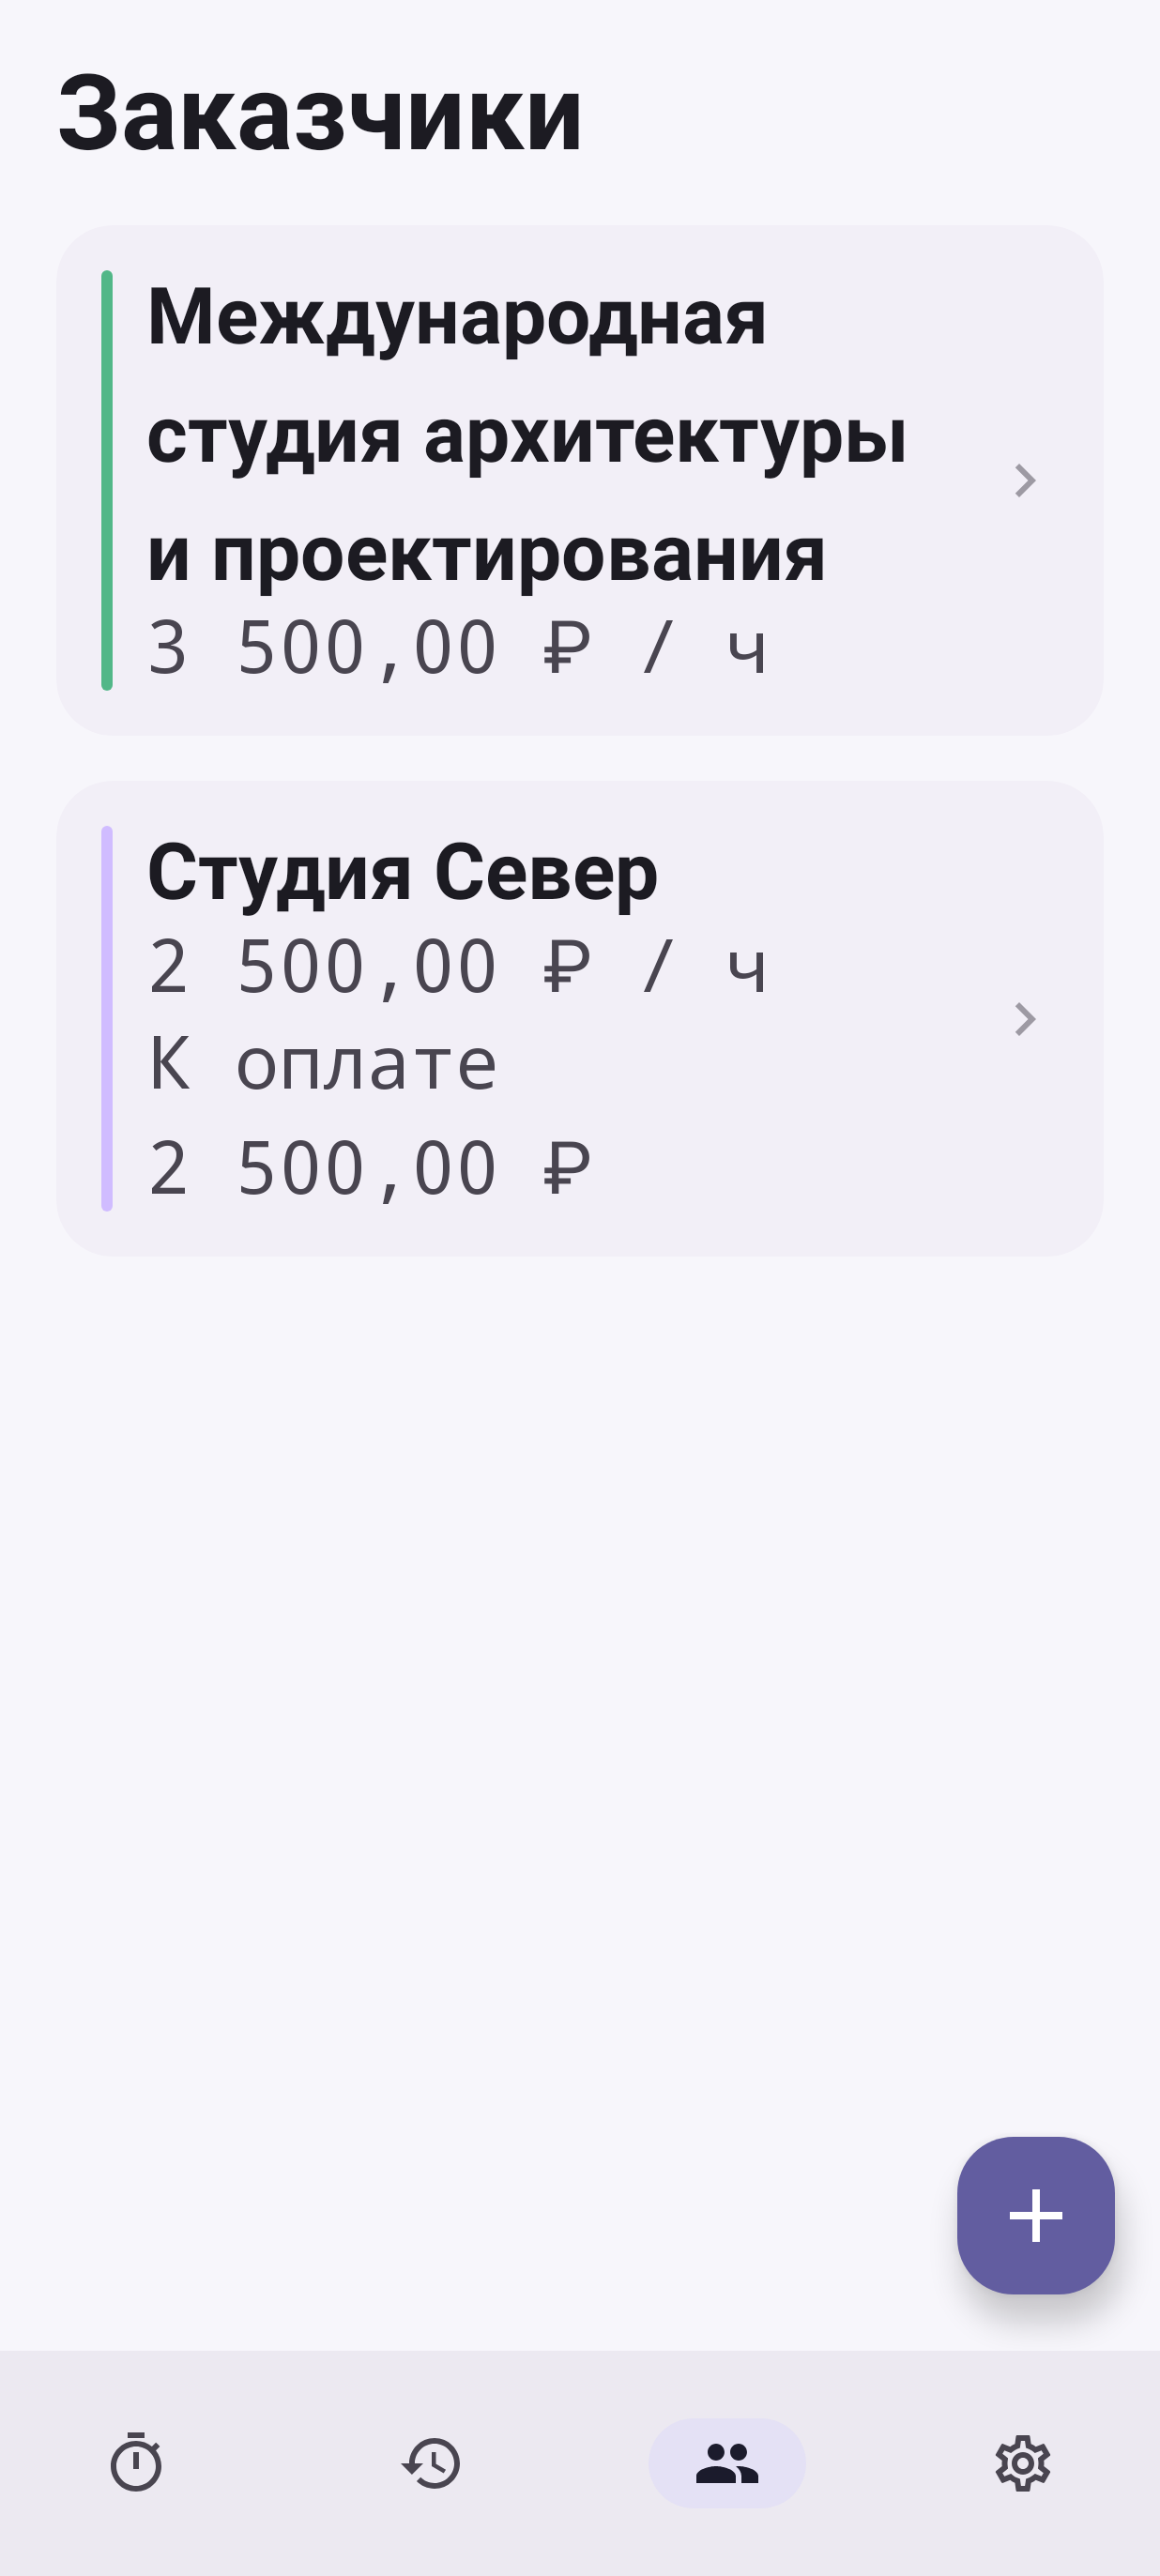 Заказчики
Международная
студия архитектуры
и проектирования
3 500,00 ₽ / ч
Студия Север
2 500,00 ₽ / ч
К оплате
2 500,00 ₽